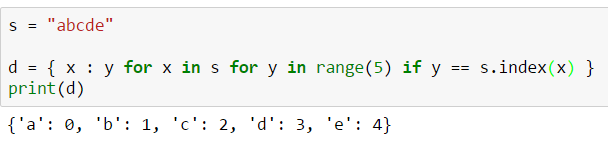 s = "abcde"
d = { x : y for x in s for y in range(5) if y == s.index(x) }
print(d)
{'a': 0, 'b': 1, 'c': 2, 'd': 3, 'e': 4}